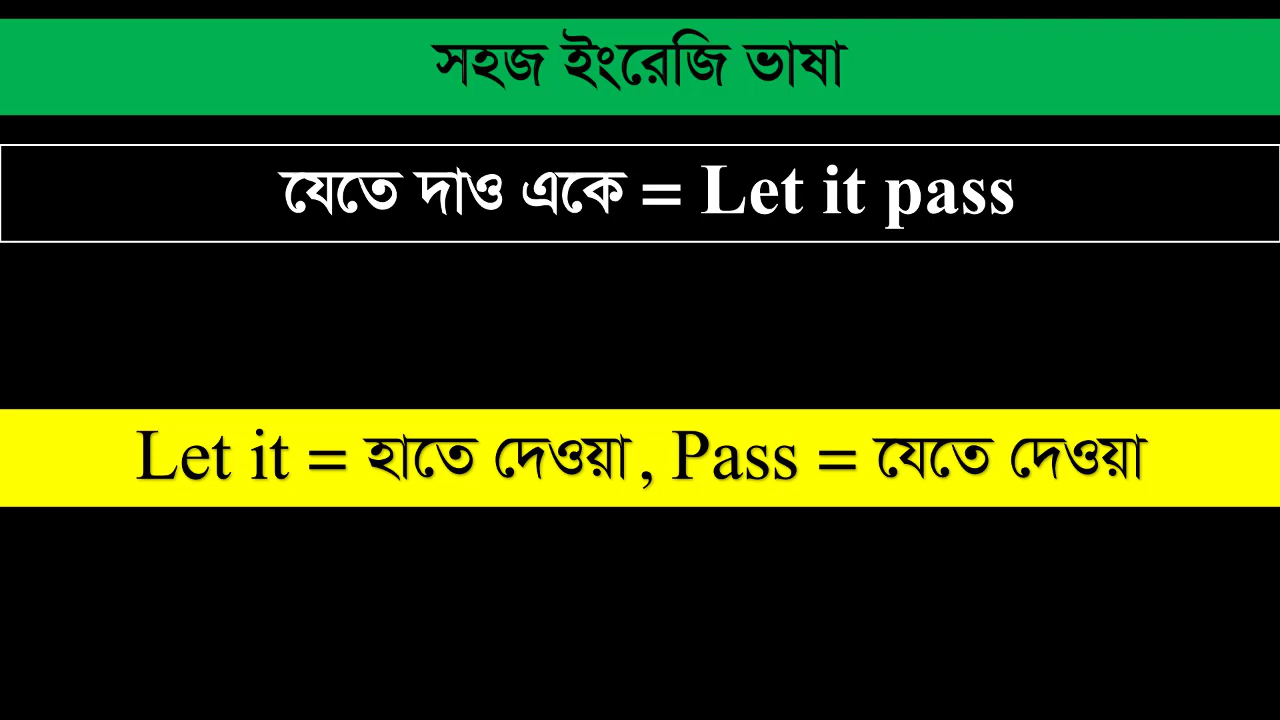 সহজ ইংরেজি ভাষা
যেতে দাও একে = Let it pass
Let it = হাতে দেওয়া, Pass = যেতে দেওয়া